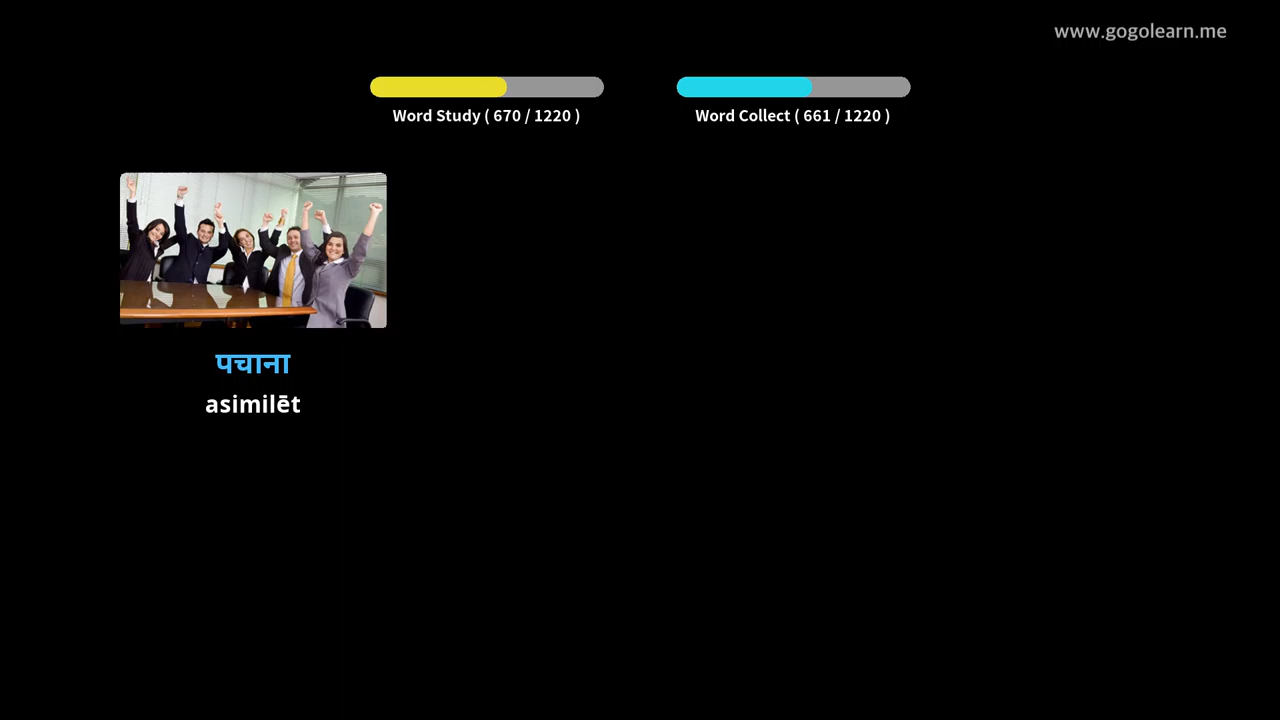 www.gogolearn.me
Word Study ( 670 / 1220 )
Word Collect ( 661 / 1220 )
पचाना
asimilēt